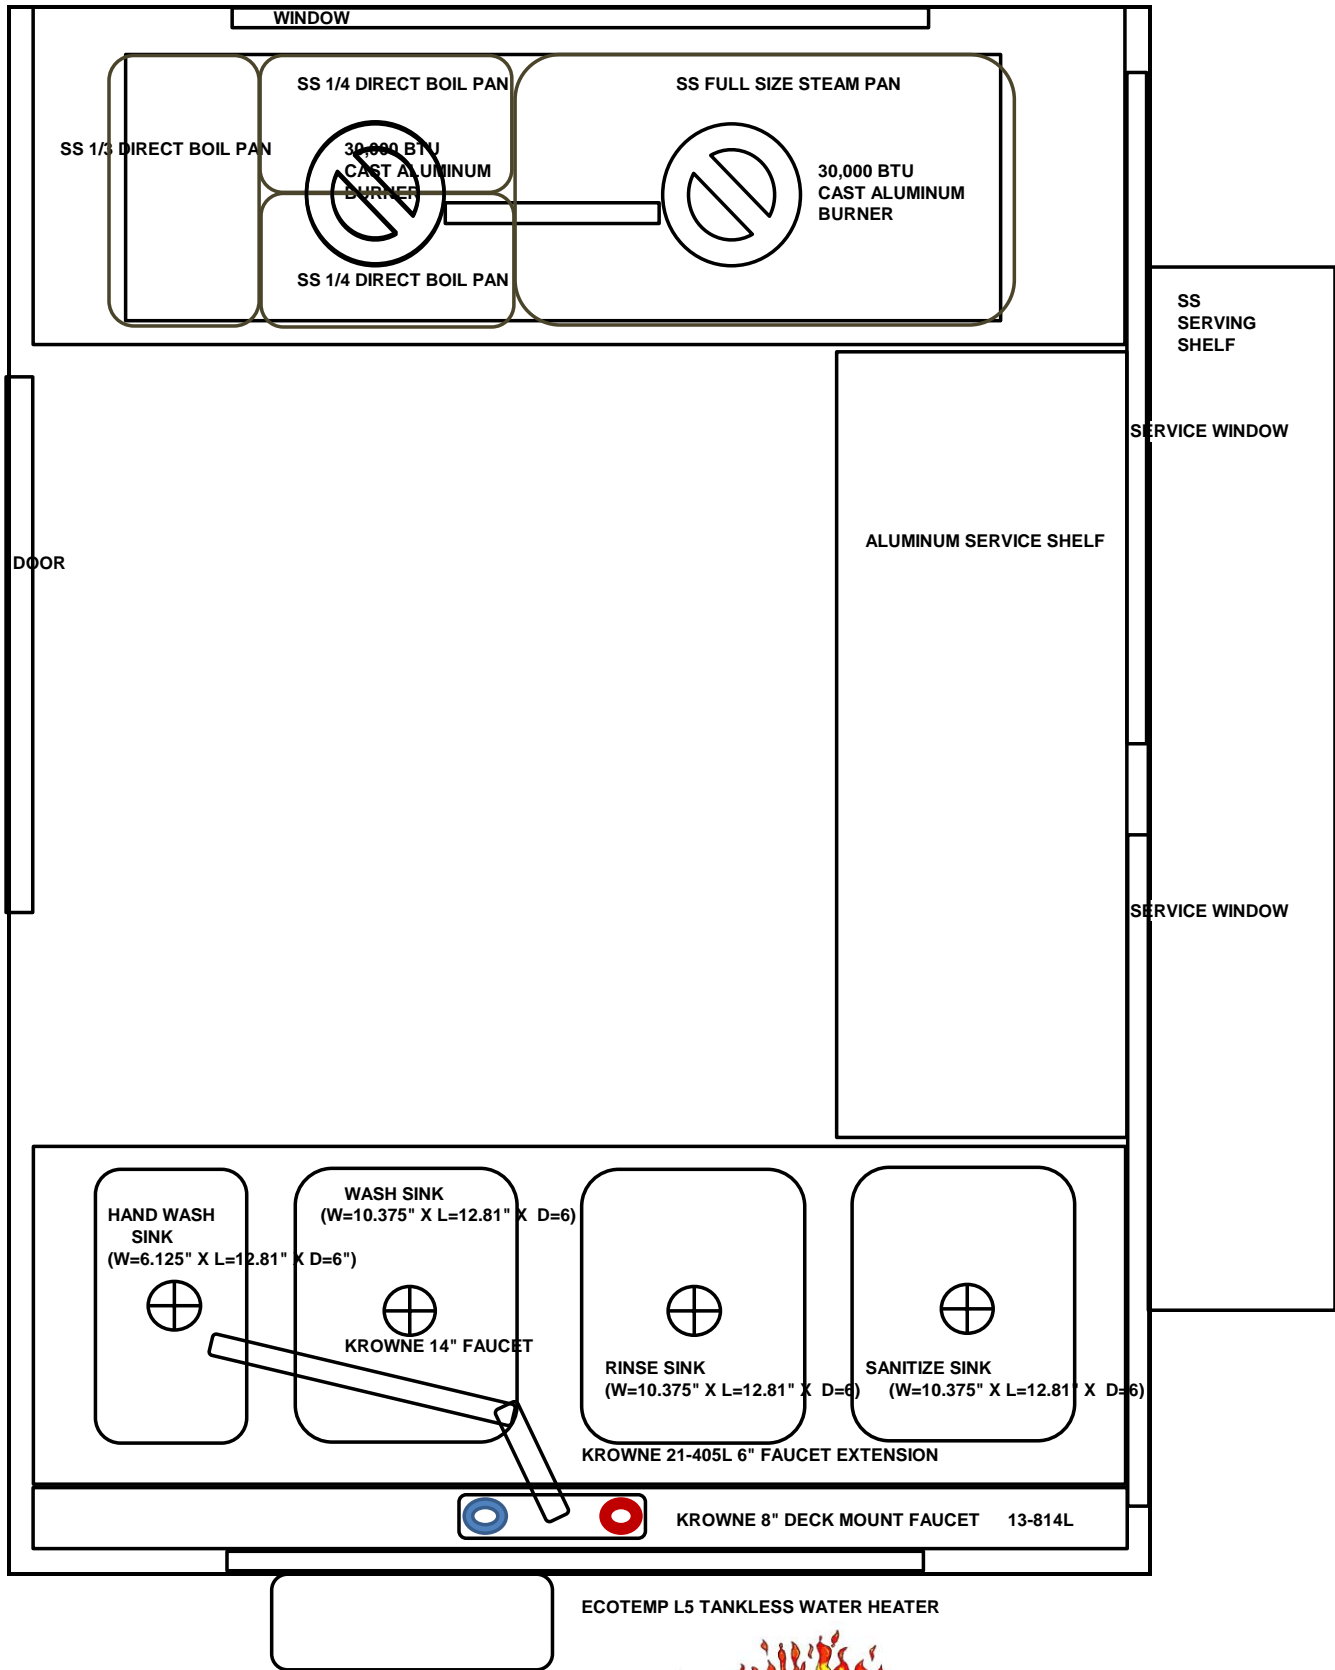 WINDOW
SS 1/4 DIRECT BOIL PAN
SS FULL SIZE STEAM PAN
SS 1/3 DIRECT BOIL PAN
30,000 BTU
CAST ALUMINUM
BURNER
30,000 BTU
CAST ALUMINUM
BURNER
SS 1/4 DIRECT BOIL PAN
SS
SERVING
SHELF
SERVICE WINDOW
ALUMINUM SERVICE SHELF
DOOR
SERVICE WINDOW
HAND WASH
SINK
(W=6.125" X L=12.81" X D=6")
WASH SINK
(W=10.375" X L=12.81" X D=6)
KROWNE 14" FAUCET
RINSE SINK
(W=10.375" X L=12.81" X D=6)
SANITIZE SINK
(W=10.375" X L=12.81" X D=6)
KROWNE 21-405L 6" FAUCET EXTENSION
KROWNE 8" DECK MOUNT FAUCET 13-814L
ECOTEMP L5 TANKLESS WATER HEATER